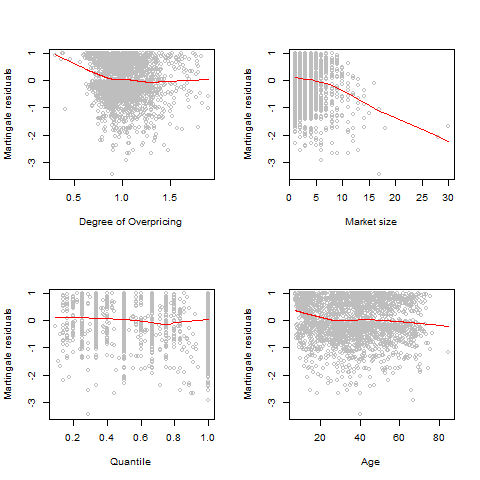 Martingale residuals
1
0
-1
-2
-3
0.5 1.0 1.5
Degree of Overpricing
Martingale residuals
1
0
-1
-2
-3
0 5 10 15 20 25 30
Market size
Martingale residuals
1
0
-1
-2
-3
0.2 0.4 0.6 0.8 1.0
Quantile
Martingale residuals
1
0
-1
-2
-3
20 40 60 80
Age